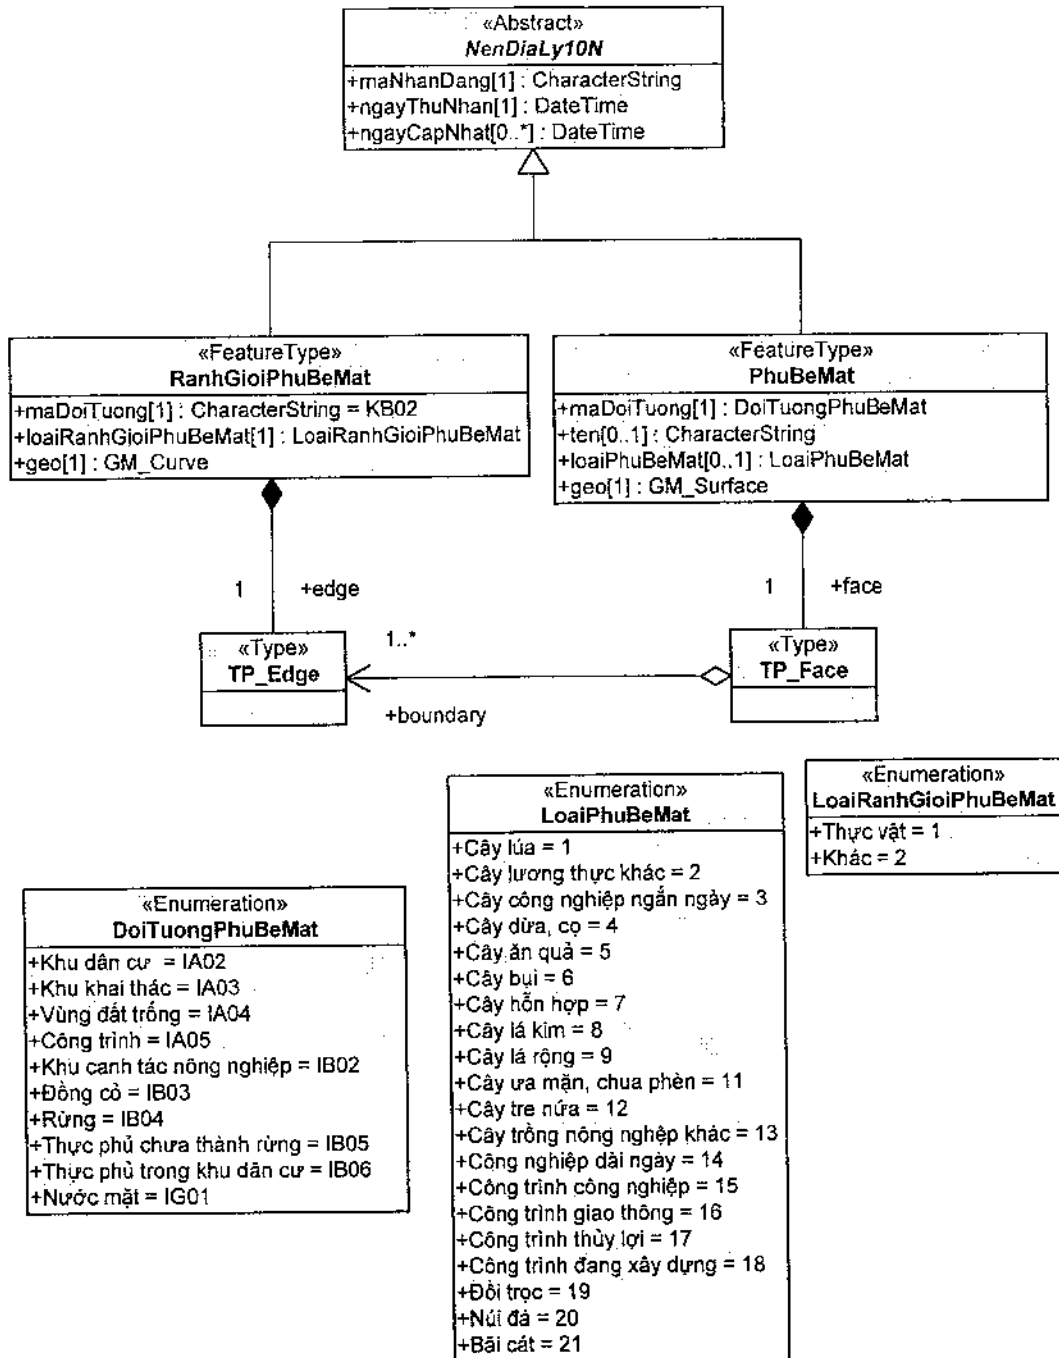 «Abstract»
NenDiaLy10N
+maNhanDang[1] : CharacterString
+ngayThuNhan[1] : DateTime
+ngayCapNhat[0..*] : DateTime
«FeatureType»
RanhGioiPhuBeMat
+maDoiTuong[1] : CharacterString = KB02
+loaiRanhGioiPhuBeMat[1] : LoaiRanhGioiPhuBeMat
+geo[1] : GM_Curve
«FeatureType»
PhuBeMat
+maDoiTuong[1] : DoiTuongPhuBeMat
+ten[0..1] : CharacterString
+loaiPhuBeMat[0..1] : LoaiPhuBeMat
+geo[1] : GM_Surface
1 +edge
1 +face
«Type»
TP_Edge
1..*
+boundary
«Type»
TP_Face
«Enumeration»
DoiTuongPhuBeMat
+Khu dân cư = IA02
+Khu khai thác = IA03
+Vùng đất trống = IA04
+Công trình = IA05
+Khu canh tác nông nghiệp = IB02
+Đồng cỏ = IB03
+Rừng = IB04
+Thực phủ chưa thành rừng = IB05
+Thực phủ trong khu dân cư = IB06
+Nước mặt = IG01
«Enumeration»
LoaiPhuBeMat
+Cây lúa = 1
+Cây lương thực khác = 2
+Cây công nghiệp ngắn ngày = 3
+Cây dừa, cọ = 4
+Cây ăn quả = 5
+Cây bụi = 6
+Cây hỗn hợp = 7
+Cây lá kim = 8
+Cây lá rộng = 9
+Cây ưa mặn, chua phèn = 11
+Cây tre nứa = 12
+Cây trồng nông nghệp khác = 13
+Công nghiệp dài ngày = 14
+Công trình công nghiệp = 15
+Công trình giao thông = 16
+Công trình thủy lợi = 17
+Công trình đang xây dựng = 18
+Đồi trọc = 19
+Núi đá = 20
+Bãi cát = 21
«Enumeration»
LoaiRanhGioiPhuBeMat
+Thực vật = 1
+Khác = 2